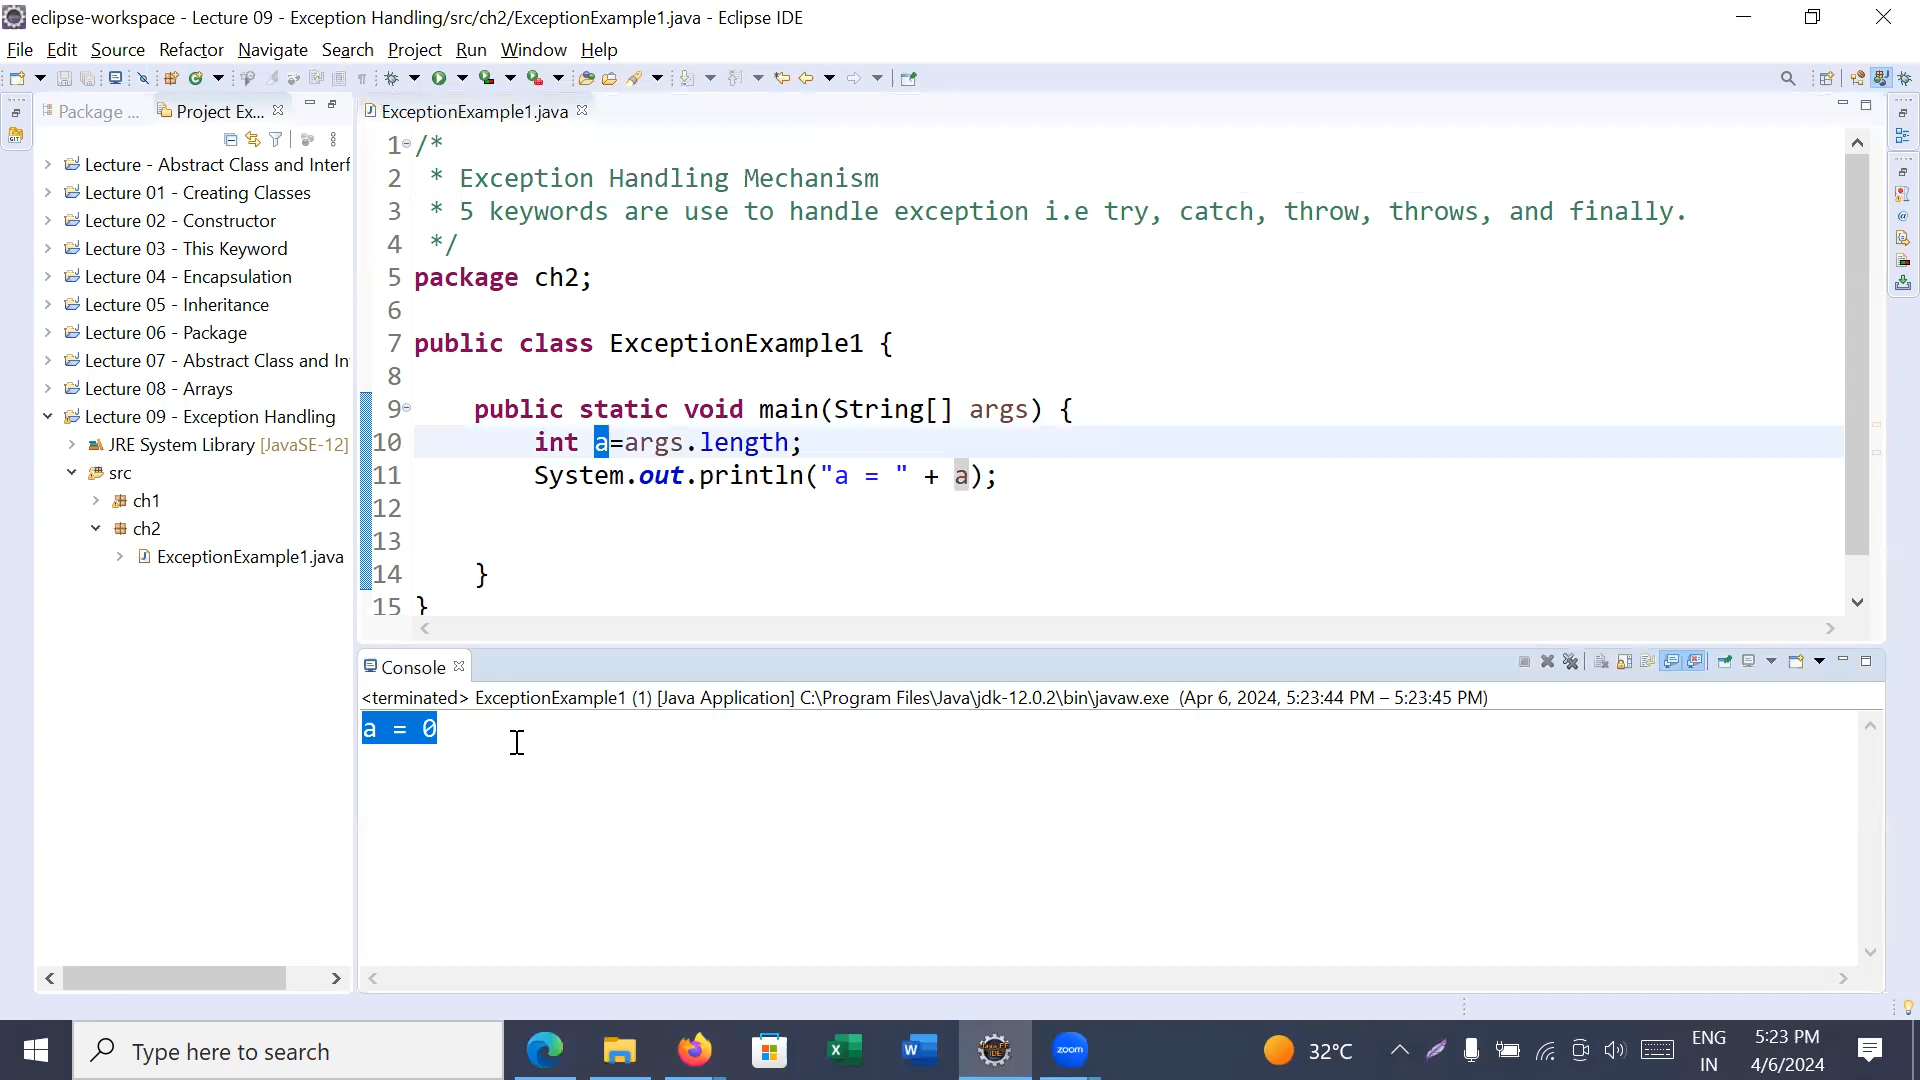 eclipse-workspace - Lecture 09 - Exception Handling/src/ch2/ExceptionExample1.java - Eclipse IDE
File Edit Source Refactor Navigate Search Project Run Window Help
Package ... Project Ex... ExceptionExample1.java
Lecture - Abstract Class and Interf
Lecture 01 - Creating Classes
Lecture 02 - Constructor
Lecture 03 - This Keyword
Lecture 04 - Encapsulation
Lecture 05 - Inheritance
Lecture 06 - Package
Lecture 07 - Abstract Class and In
Lecture 08 - Arrays
Lecture 09 - Exception Handling
JRE System Library [JavaSE-12]
src
ch1
ch2
ExceptionExample1.java
1 /*
2 * Exception Handling Mechanism
3 * 5 keywords are use to handle exception i.e try, catch, throw, throws, and finally.
4 */
5 package ch2;
6
7 public class ExceptionExample1 {
8
9 public static void main(String[] args) {
10 int a=args.length;
11 System.out.println("a = " + a);
12
13
14 }
15 }
Console
<terminated> ExceptionExample1 (1) [Java Application] C:\Program Files\Java\jdk-12.0.2\bin\javaw.exe (Apr 6, 2024, 5:23:44 PM – 5:23:45 PM)
a = 0
Type here to search
zoom
32°C
ENG
IN
5:23 PM
4/6/2024